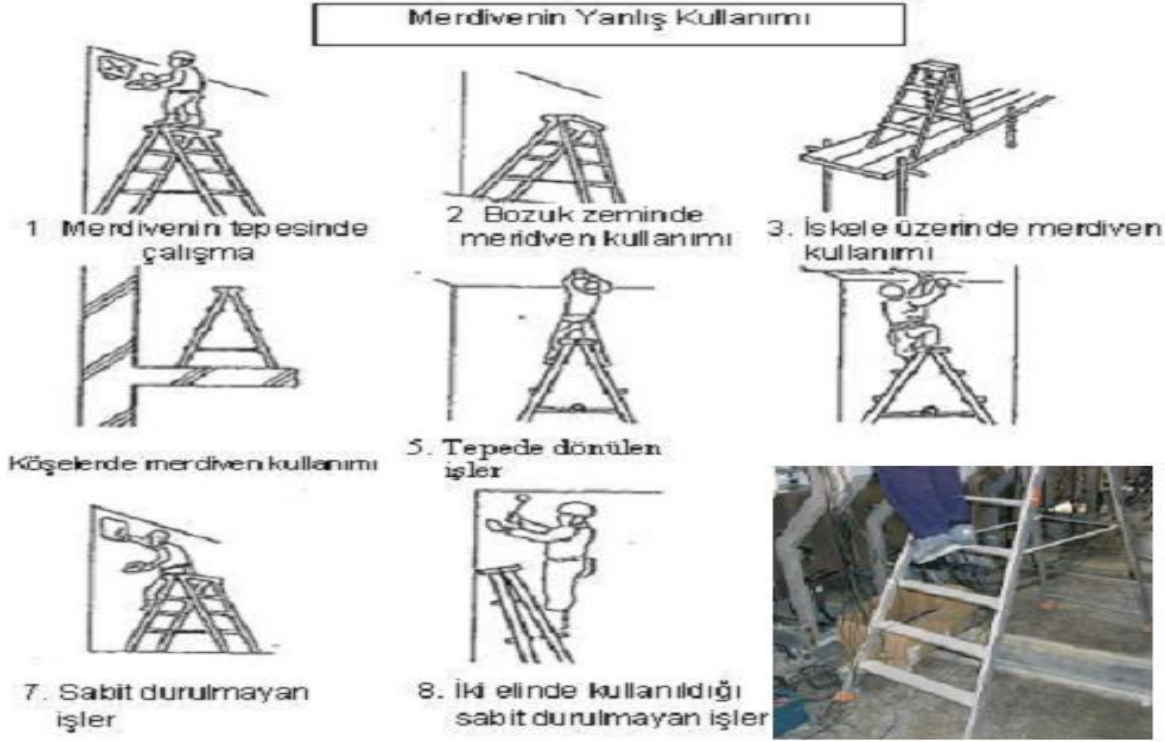 Merdivenin Yanlış Kullanımı
1 Merdivenin tepesinde
çalışma
2 Bozuk zeminde
meridven kullanımı
3. İskele üzerinde merdiven
kullanımı
Köşelerde merdiven kullanımı
5. Tepede dönülen
işler
7. Sabit durulmayan
işler
8. İki elinde kullanıldığı
sabit durulmayan işler